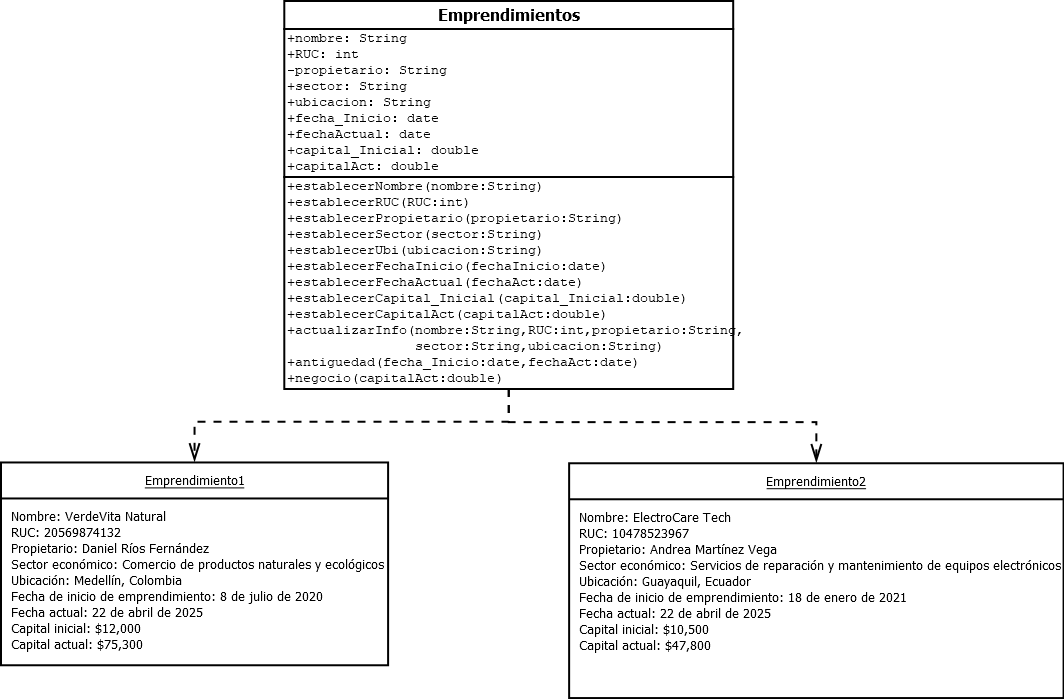 Emprendimientos
+nombre: String
+RUC: int
-propietario: String
+sector: String
+ubicacion: String
+fecha_Inicio: date
+fechaActual: date
+capital_Inicial: double
+capitalAct: double
+establecerNombre(nombre:String)
+establecerRUC(RUC:int)
+establecerPropietario(propietario:String)
+establecerSector(sector:String)
+establecerUbi(ubicacion:String)
+establecerFechaInicio(fechaInicio:date)
+establecerFechaActual(fechaAct:date)
+establecerCapital_Inicial(capital_Inicial:double)
+establecerCapitalAct(capitalAct:double)
+actualizarInfo(nombre:String,RUC:int,propietario:String,
sector:String,ubicacion:String)
+antiguedad(fecha_Inicio:date,fechaAct:date)
+negocio(capitalAct:double)
Emprendimiento1
Nombre: VerdeVita Natural
RUC: 20569874132
Propietario: Daniel Ríos Fernández
Sector económico: Comercio de productos naturales y ecológicos
Ubicación: Medellín, Colombia
Fecha de inicio de emprendimiento: 8 de julio de 2020
Fecha actual: 22 de abril de 2025
Capital inicial: $12,000
Capital actual: $75,300
Emprendimiento2
Nombre: ElectroCare Tech
RUC: 10478523967
Propietario: Andrea Martínez Vega
Sector económico: Servicios de reparación y mantenimiento de equipos electrónicos
Ubicación: Guayaquil, Ecuador
Fecha de inicio de emprendimiento: 18 de enero de 2021
Fecha actual: 22 de abril de 2025
Capital inicial: $10,500
Capital actual: $47,800